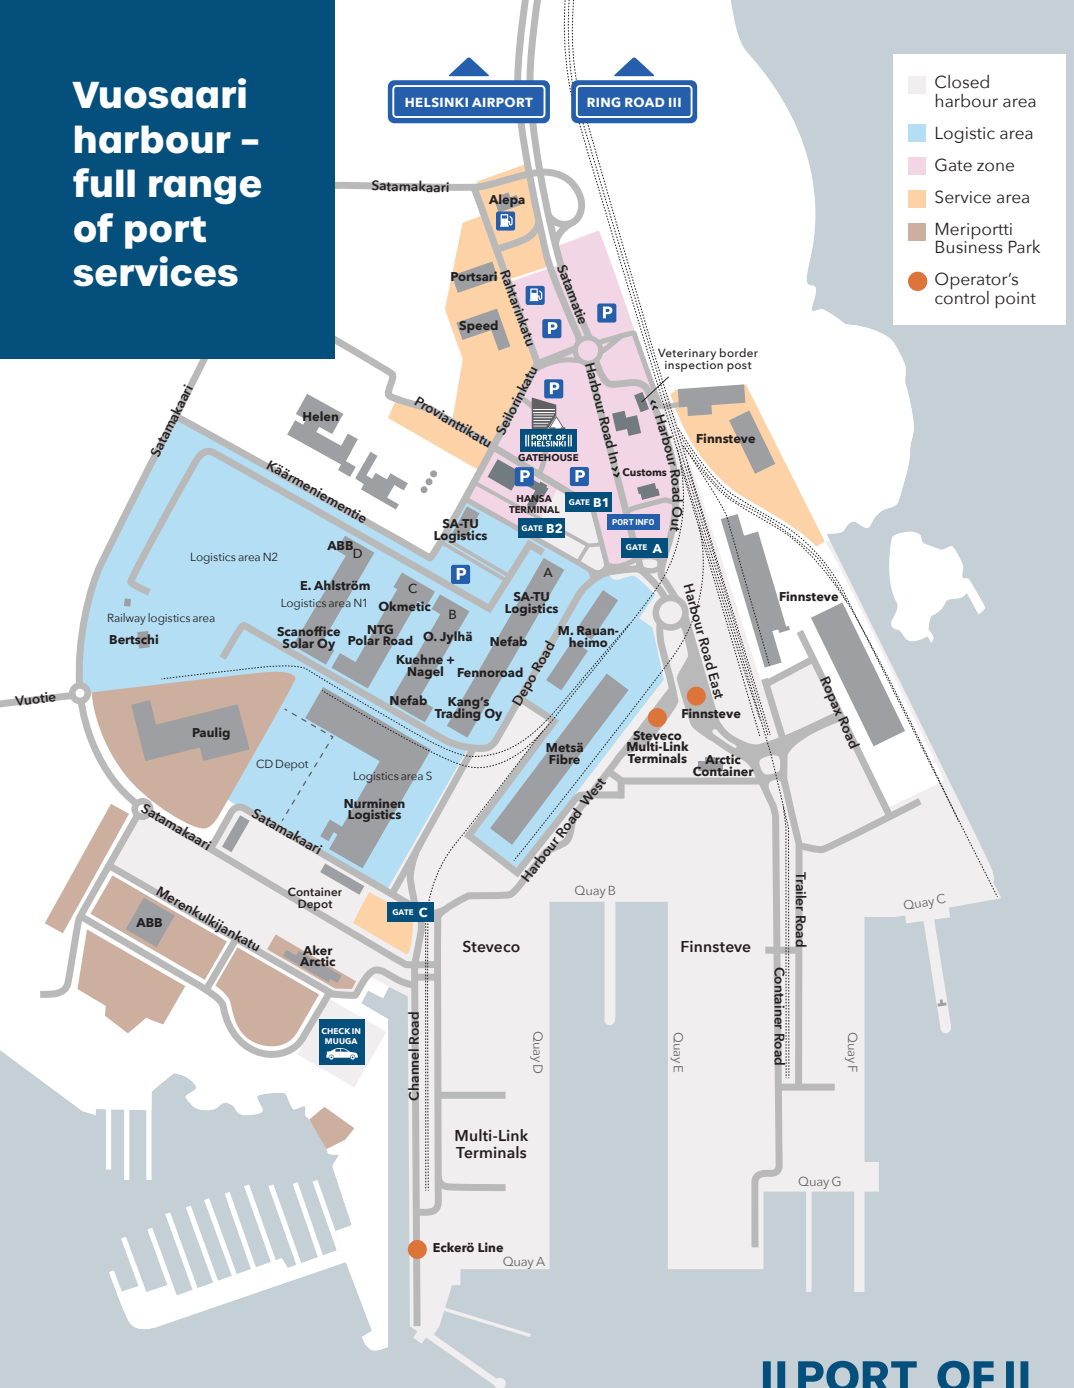 Vuosaari
harbour –
full range
of port
services
HELSINKI AIRPORT
RING ROAD III
Closed
harbour area
Logistic area
Gate zone
Service area
Meriportti
Business Park
Operator's
control point
Satamakaari
Alepa
Portsari
Rahtarinkatu
Satamatie
P
P
Speed
Veterinary border
inspection post
Satamakaari
Helen
Provianttikatu
Seilorinkatu
P
Harbour Road In >>
<< Harbour Road Out
Finnsteve
PORT OF
HELSINKI
GATEHOUSE
Käärmeniementie
P
P
Customs
HANSA
TERMINAL
GATE B1
GATE B2
PORT INFO
GATE A
SA-TU
Logistics
Logistics area N2
ABB
D
P
A
E. Ahlström
C
Logistics area N1
Okmetic
B
SA-TU
Logistics
Finnsteve
Railway logistics area
Bertschi
Scanoffice
Solar Oy
NTG
Polar Road
O. Jylhä
Nefab
M. Rauan-
heimo
Harbour Road East
Kuehne +
Nagel
Fennoroad
Depo Road
Vuotie
Nefab
Kang's
Trading Oy
Finnsteve
Ropax Road
Paulig
Steveco
Multi-Link
Terminals
Metsä
Fibre
CD Depot
Logistics area S
Arctic
Container
Nurminen
Logistics
Satamakaari
Satamakaari
Harbour Road West
Container
Depot
Merenkulkijankatu
ABB
GATE C
Quay B
Trailer Road
Quay C
Aker
Arctic
Steveco
Finnsteve
CHECK IN
MUUGA
Channel Road
Quay D
Quay E
Container Road
Quay F
Multi-Link
Terminals
Quay G
Eckerö Line
Quay A
PORT OF